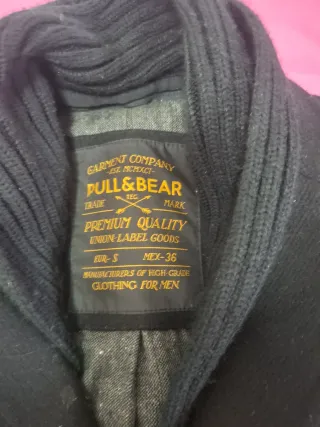 GARMENT COMPANY
EST. MCMXCI
PULL&BEAR
REG.
TRADE MARK
PREMIUM QUALITY
UNION-LABEL GOODS
EUR- S MEX-36
MANUFACTURERS OF HIGH-GRADE
CLOTHING FOR MEN